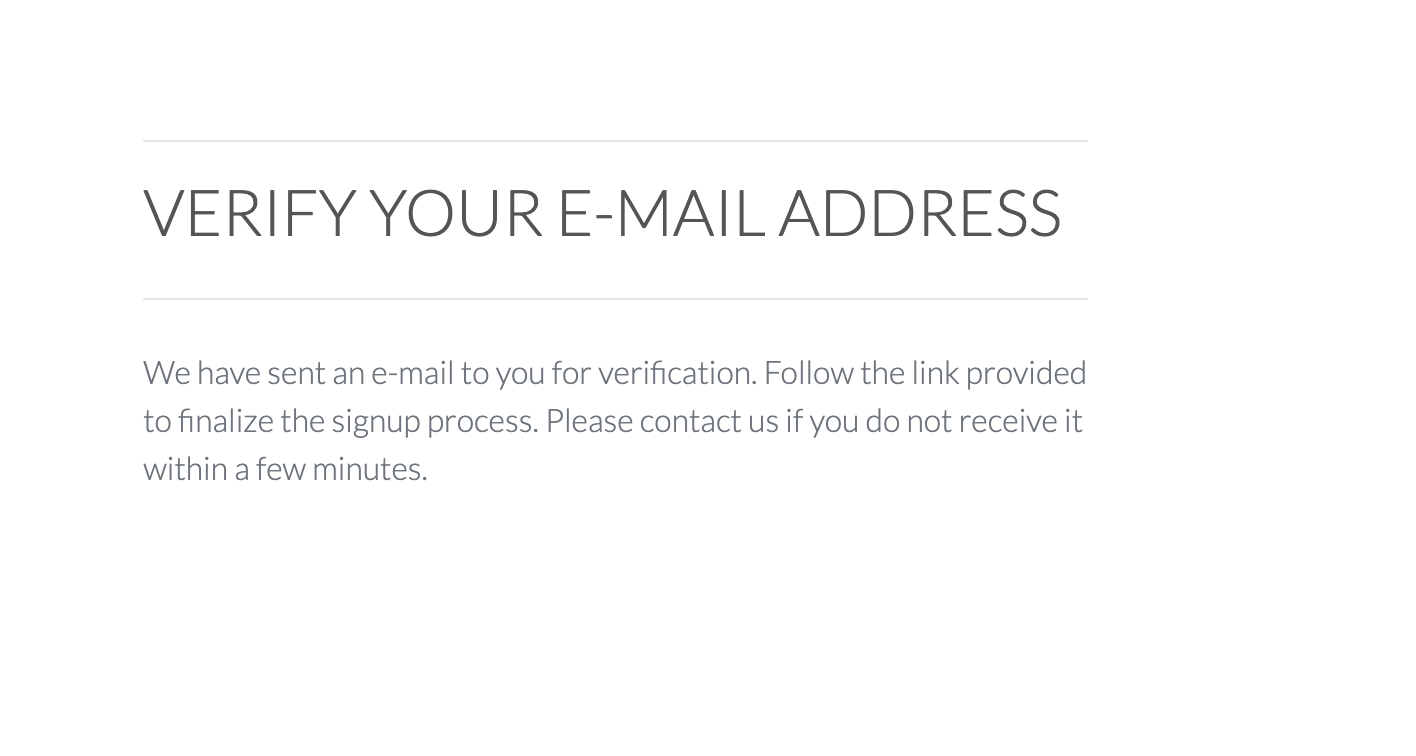 VERIFY YOUR E-MAIL ADDRESS
We have sent an e-mail to you for verification. Follow the link provided
to finalize the signup process. Please contact us if you do not receive it
within a few minutes.